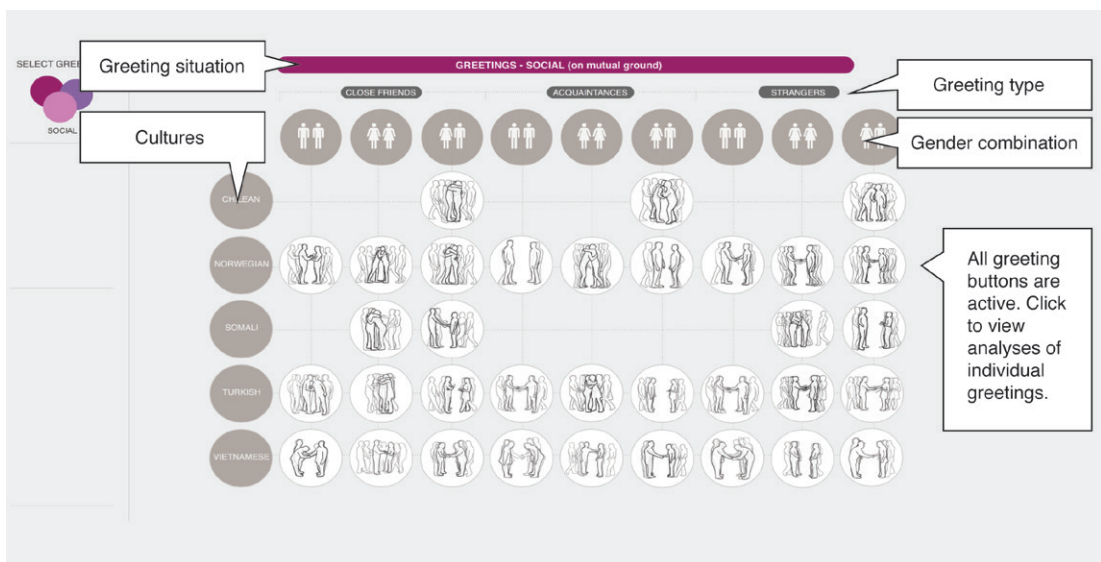 SELECT GREE
SOCIAL
Greeting situation
GREETINGS - SOCIAL (on mutual ground)
CLOSE FRIENDS
ACQUAINTANCES
STRANGERS
Greeting type
Cultures
Gender combination
CHILEAN
NORWEGIAN
SOMALI
TURKISH
VIETNAMESE
All greeting
buttons are
active. Click
to view
analyses of
individual
greetings.